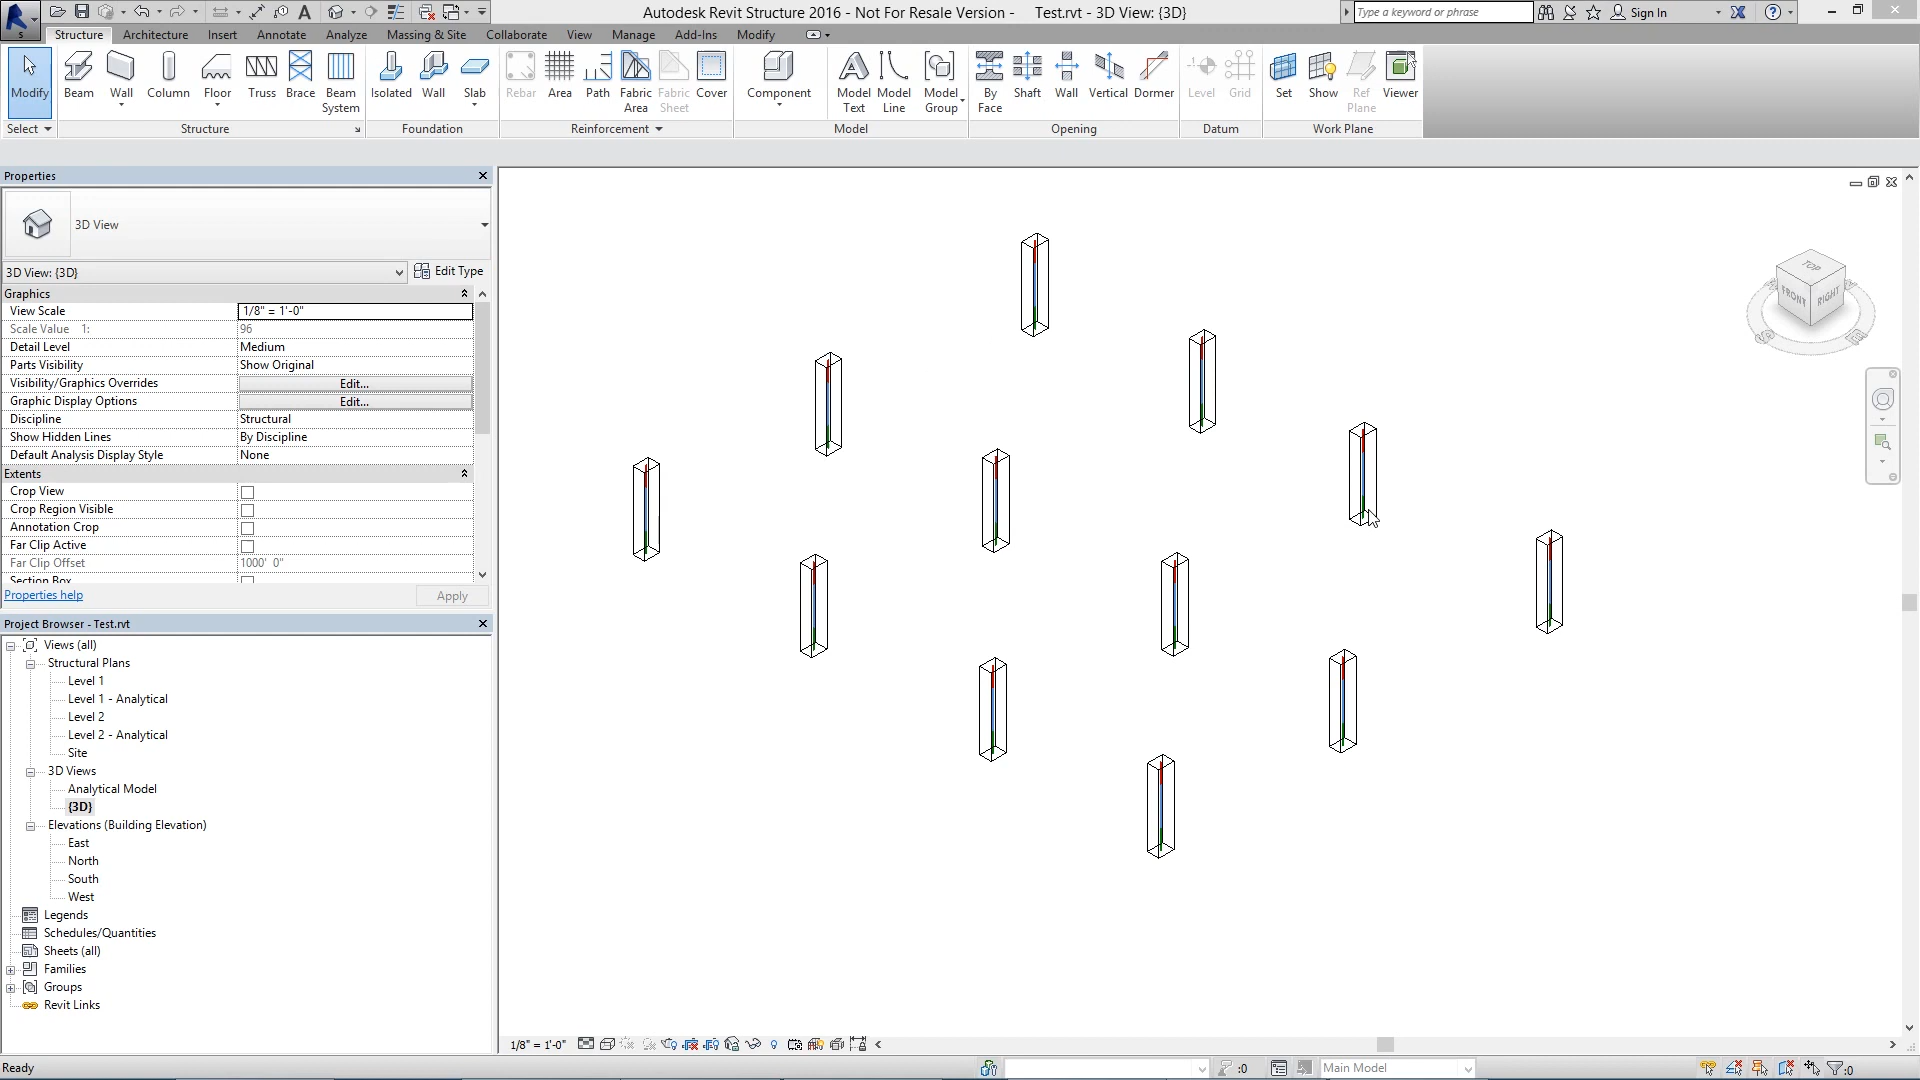 Autodesk Revit Structure 2016 - Not For Resale Version - Test.rvt - 3D View: {3D}
Type a keyword or phrase
Sign In
Structure Architecture Insert Annotate Analyze Massing & Site Collaborate View Manage Add-Ins Modify
Modify Beam Wall Column Floor Truss Brace Beam System Isolated Wall Slab Rebar Area Path Fabric Area Fabric Sheet Cover Component Model Text Model Line Model Group By Face Shaft Wall Vertical Dormer Level Grid Set Show Ref Plane Viewer
Select Structure Foundation Reinforcement Model Opening Datum Work Plane
Properties
3D View
3D View: {3D} Edit Type
Graphics
View Scale 1/8" = 1'-0"
Scale Value 1: 96
Detail Level Medium
Parts Visibility Show Original
Visibility/Graphics Overrides Edit...
Graphic Display Options Edit...
Discipline Structural
Show Hidden Lines By Discipline
Default Analysis Display Style None
Extents
Crop View
Crop Region Visible
Annotation Crop
Far Clip Active
Far Clip Offset 1000' 0"
Section Box
Properties help Apply
Project Browser - Test.rvt
Views (all)
Structural Plans
Level 1
Level 1 - Analytical
Level 2
Level 2 - Analytical
Site
3D Views
Analytical Model
{3D}
Elevations (Building Elevation)
East
North
South
West
Legends
Schedules/Quantities
Sheets (all)
Families
Groups
Revit Links
TOP
FRONT RIGHT
1/8" = 1'-0"
Ready
:0
Main Model
:0